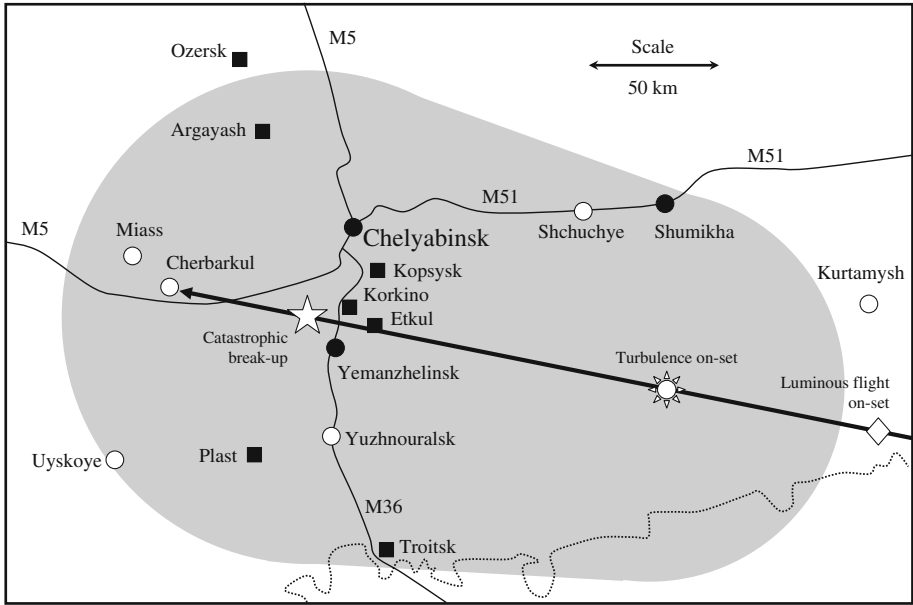 M5
Ozersk
Scale
50 km
Argayash
M51
M51
M5
Miass
Chelyabinsk
Shchuchye
Shumikha
Cherbarkul
Kopsysk
Kurtamysh
Korkino
Etkul
Catastrophic
break-up
Turbulence on-set
Yemanzhelinsk
Luminous flight
on-set
Yuzhnouralsk
Uyskoye
Plast
M36
Troitsk